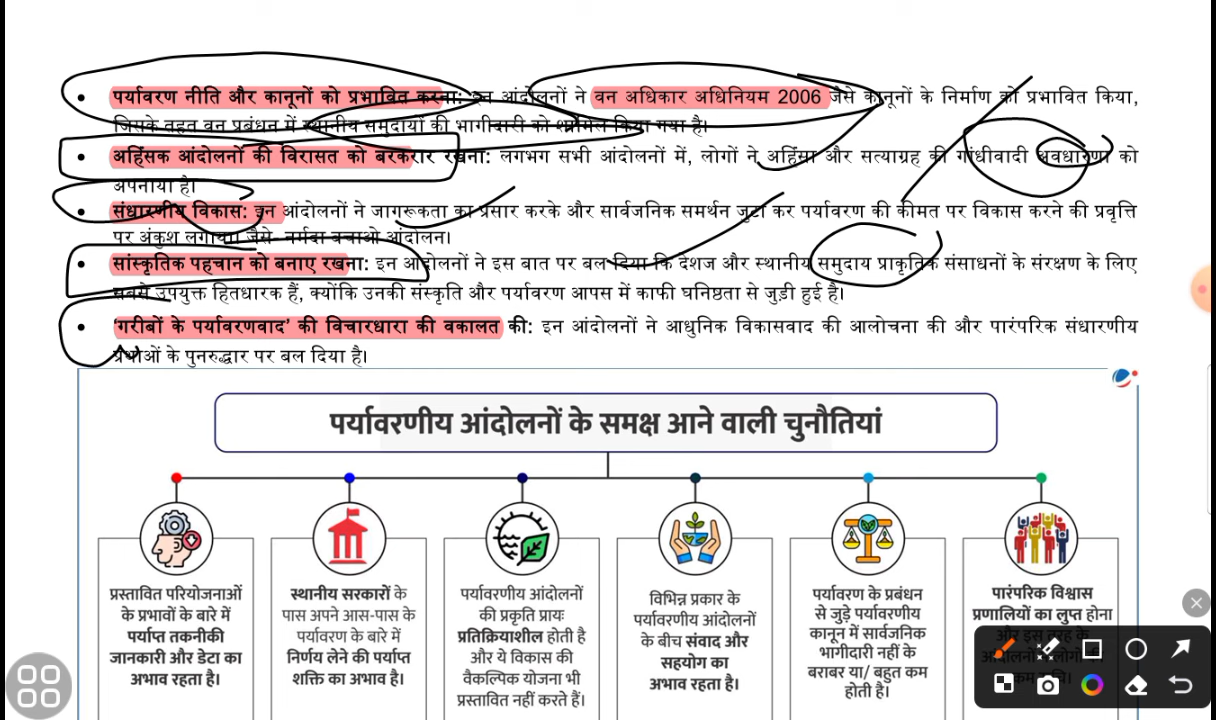 पर्यावरण नीति और कानूनों को प्रभावित करना: इन आंदोलनों ने वन अधिकार अधिनियम 2006 जैसे कानूनों के निर्माण को प्रभावित किया,
जिसके तहत वन प्रबंधन में स्थानीय समुदायों की भागीदारी को शामिल किया गया है।
अहिंसक आंदोलनों की विरासत को बरकरार रखना: लगभग सभी आंदोलनों में, लोगों ने अहिंसा और सत्याग्रह की गांधीवादी अवधारणा को
अपनाया है।
संधारणीय विकास: इन आंदोलनों ने जागरूकता का प्रसार करके और सार्वजनिक समर्थन जुटा कर पर्यावरण की कीमत पर विकास करने की प्रवृत्ति
पर अंकुश लगाया। जैसे- नर्मदा बचाओ आंदोलन।
सांस्कृतिक पहचान को बनाए रखना: इन आंदोलनों ने इस बात पर बल दिया कि देशज और स्थानीय समुदाय प्राकृतिक संसाधनों के संरक्षण के लिए
सबसे उपयुक्त हितधारक हैं, क्योंकि उनकी संस्कृति और पर्यावरण आपस में काफी घनिष्ठता से जुड़ी हुई है।
'गरीबों के पर्यावरणवाद' की विचारधारा की वकालत की: इन आंदोलनों ने आधुनिक विकासवाद की आलोचना की और पारंपरिक संधारणीय
प्रथाओं के पुनरुद्धार पर बल दिया है।
पर्यावरणीय आंदोलनों के समक्ष आने वाली चुनौतियां
प्रस्तावित परियोजनाओं
के प्रभावों के बारे में
पर्याप्त तकनीकी
जानकारी और डेटा का
अभाव रहता है।
स्थानीय सरकारों के
पास अपने आस-पास के
पर्यावरण के बारे में
निर्णय लेने की पर्याप्त
शक्ति का अभाव है।
पर्यावरणीय आंदोलनों
की प्रकृति प्रायः
प्रतिक्रियाशील होती है
और ये विकास की
वैकल्पिक योजना भी
प्रस्तावित नहीं करते हैं।
विभिन्न प्रकार के
पर्यावरणीय आंदोलनों
के बीच संवाद और
सहयोग का
अभाव रहता है।
पर्यावरण के प्रबंधन
से जुड़े पर्यावरणीय
कानून में सार्वजनिक
भागीदारी नहीं के
बराबर या/ बहुत कम
होती है।
पारंपरिक विश्वास
प्रणालियों का लुप्त होना